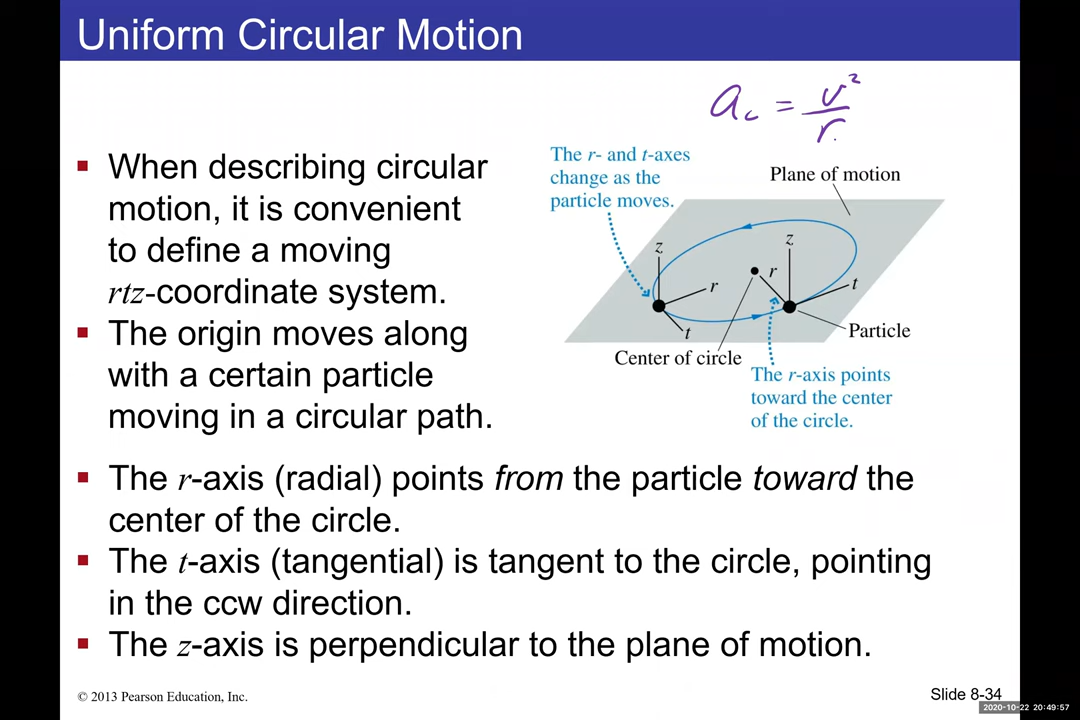 Uniform Circular Motion
a_c = v²/r
▪ When describing circular
motion, it is convenient
to define a moving
rtz-coordinate system.
▪ The origin moves along
with a certain particle
moving in a circular path.
The r- and t-axes
change as the
particle moves.
Plane of motion
z
z
r
r
t
t
Particle
Center of circle
The r-axis points
toward the center
of the circle.
▪ The r-axis (radial) points from the particle toward the
center of the circle.
▪ The t-axis (tangential) is tangent to the circle, pointing
in the ccw direction.
▪ The z-axis is perpendicular to the plane of motion.
© 2013 Pearson Education, Inc.
Slide 8-34
2020-10-22 20:49:57